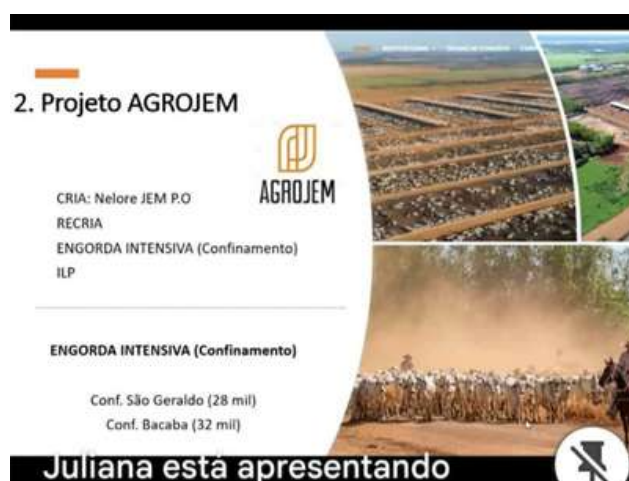 2. Projeto AGROJEM
AGROJEM
CRIA: Nelore JEM P.O
RECRIA
ENGORDA INTENSIVA (Confinamento)
ILP
ENGORDA INTENSIVA (Confinamento)
Conf. São Geraldo (28 mil)
Conf. Bacaba (32 mil)
Juliana está apresentando